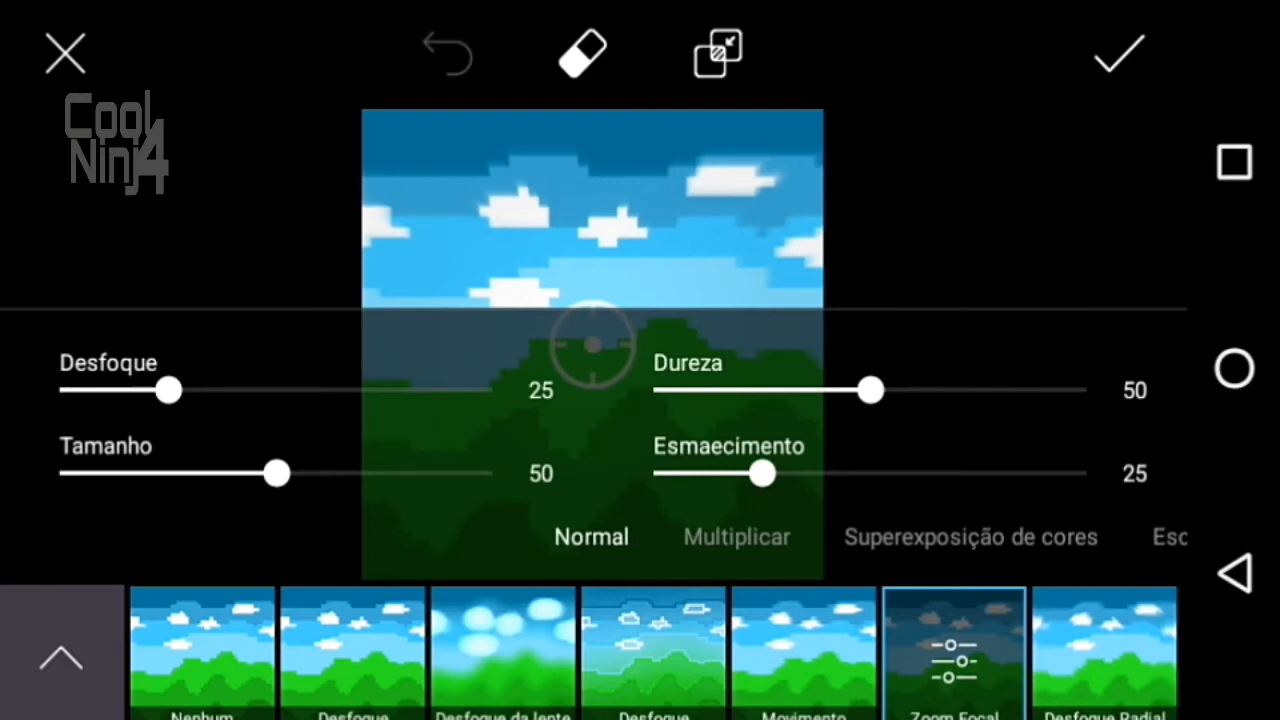 Cool
Ninj4
Desfoque 25
Dureza 50
Tamanho 50
Esmaecimento 25
Normal Multiplicar Superexposição de cores Esc
Nenhum Desfoque Desfoque da lente Desfoque Movimento Zoom Focal Desfoque Radial